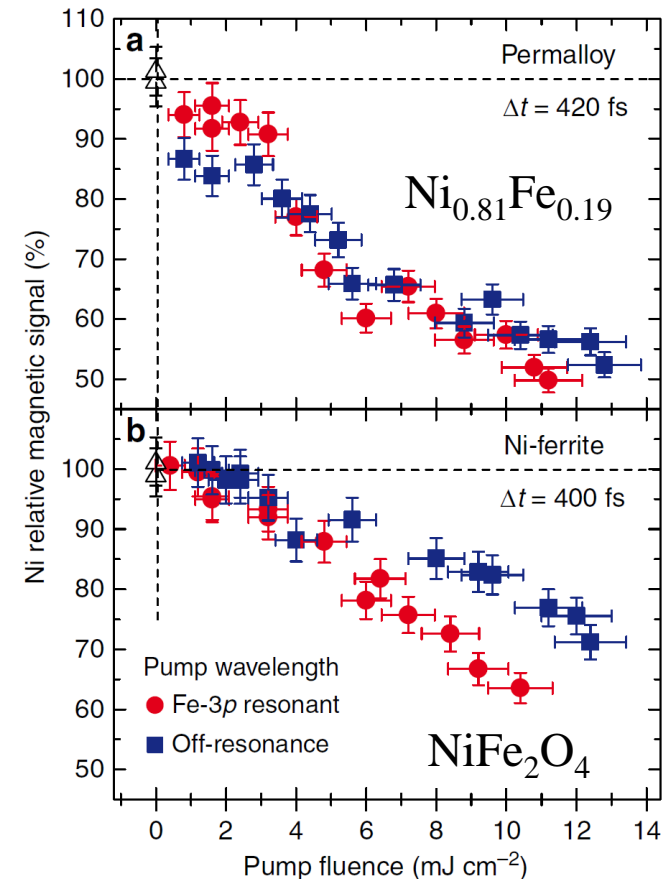 110
a
Permalloy
100
Δt = 420 fs
90
Ni0.81Fe0.19
80
70
60
50
Ni relative magnetic signal (%)
b
Ni-ferrite
100
Δt = 400 fs
90
80
70
Pump wavelength
Fe-3p resonant
60
Off-resonance
NiFe2O4
50
0 2 4 6 8 10 12 14
Pump fluence (mJ cm–2)